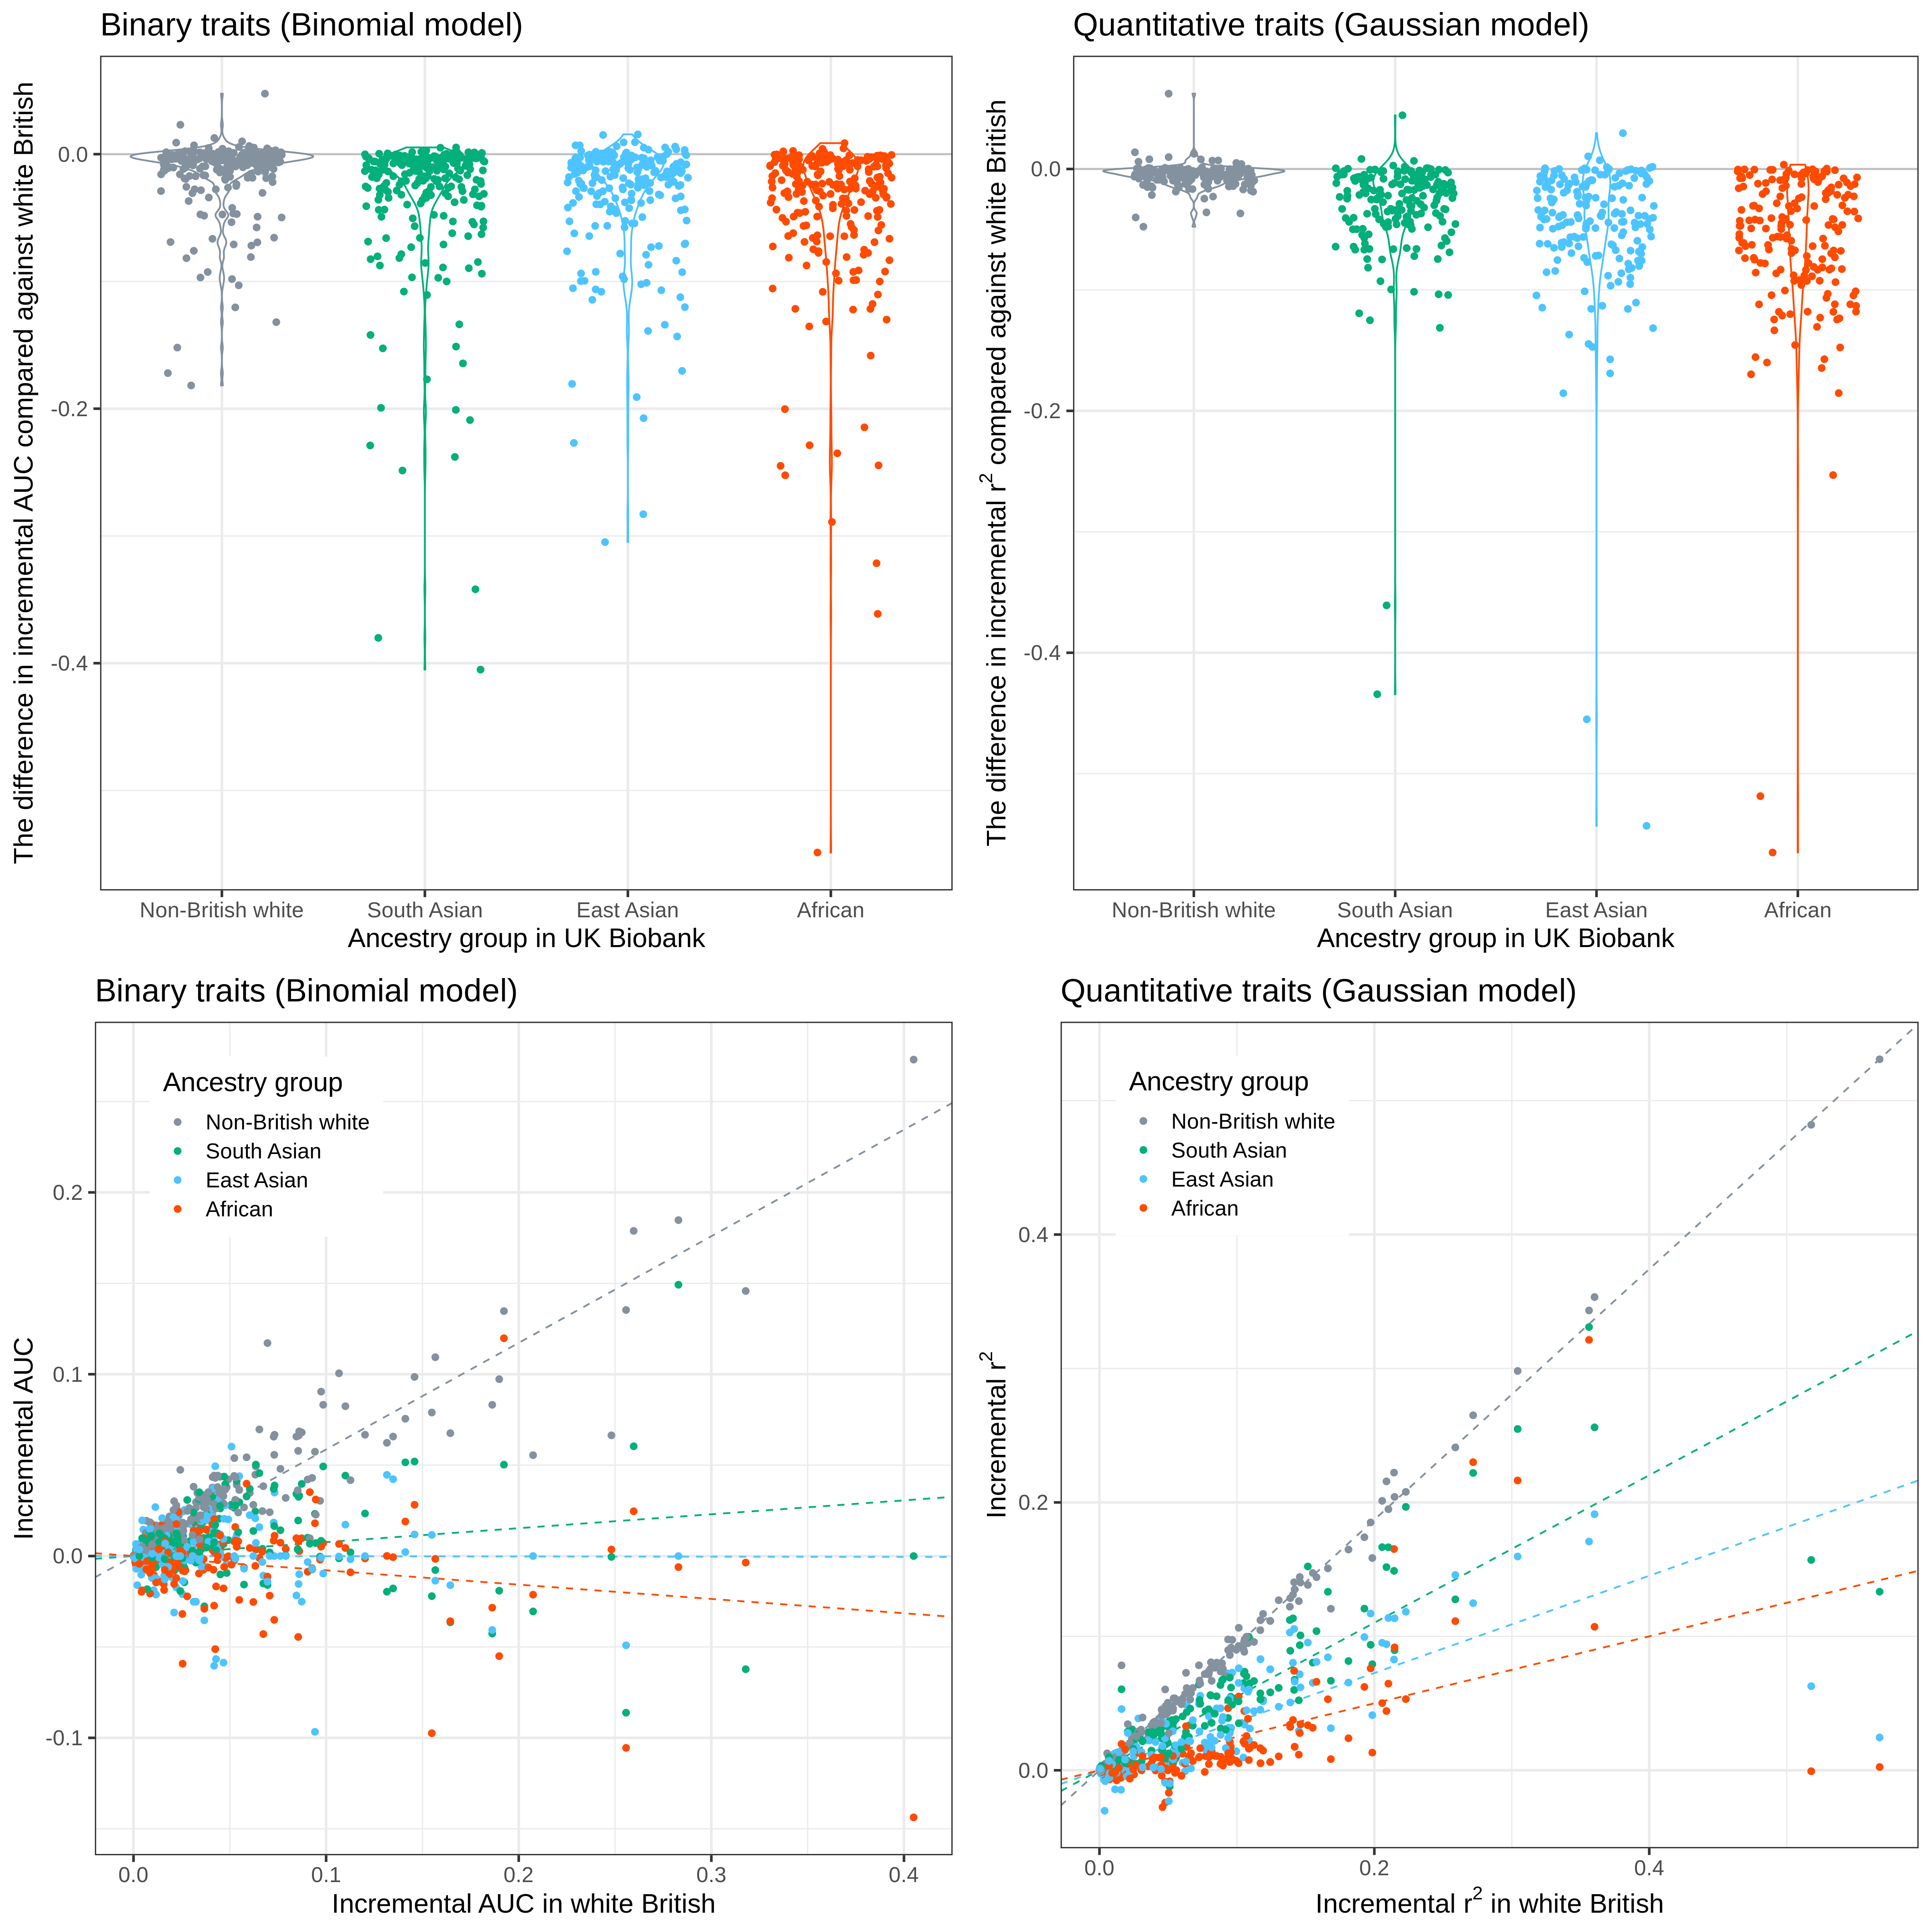 Binary traits (Binomial model)
The difference in incremental AUC compared against white British
0.0
-0.2
-0.4
Non-British white South Asian East Asian African
Ancestry group in UK Biobank
Quantitative traits (Gaussian model)
The difference in incremental r² compared against white British
0.0
-0.2
-0.4
Non-British white South Asian East Asian African
Ancestry group in UK Biobank
Binary traits (Binomial model)
Incremental AUC
Ancestry group
Non-British white
South Asian
East Asian
African
0.2
0.1
0.0
-0.1
0.0 0.1 0.2 0.3 0.4
Incremental AUC in white British
Quantitative traits (Gaussian model)
Incremental r²
Ancestry group
Non-British white
South Asian
East Asian
African
0.4
0.2
0.0
0.0 0.2 0.4
Incremental r² in white British